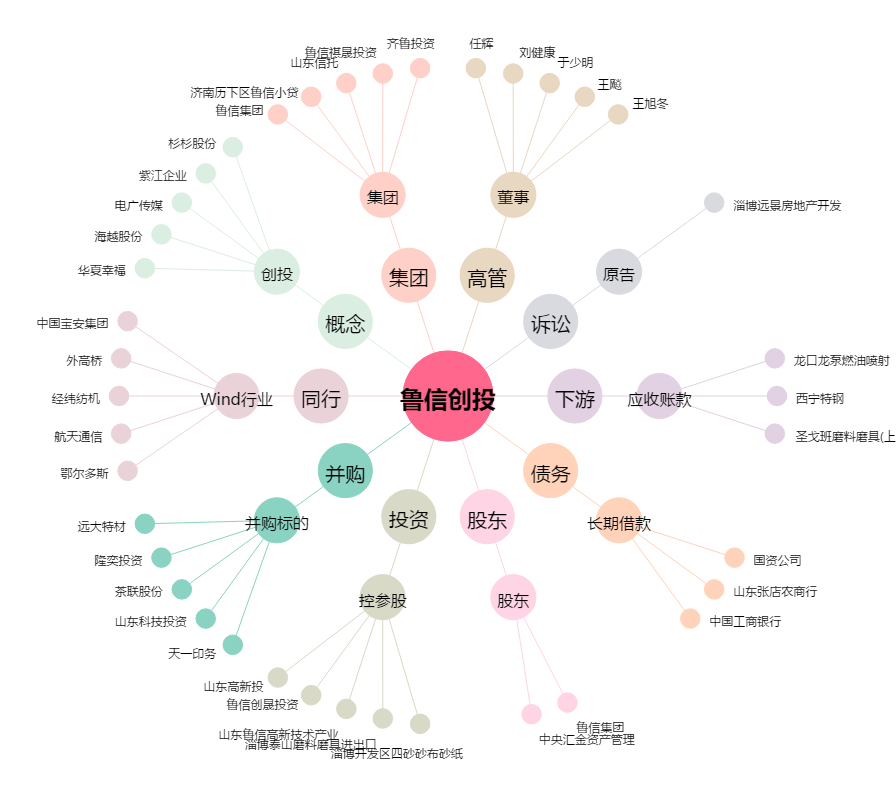 任辉
刘健康
于少明
王飚
王旭冬
齐鲁投资
鲁信祺晟投资
山东信托
济南历下区鲁信小贷
鲁信集团
集团
董事
杉杉股份
紫江企业
电广传媒
海越股份
华夏幸福
创投
淄博远景房地产开发
原告
集团
高管
概念
诉讼
中国宝安集团
外高桥
经纬纺机
航天通信
鄂尔多斯
Wind行业
同行
鲁信创投
下游
应收账款
龙口龙泵燃油喷射
西宁特钢
圣戈班磨料磨具(上
并购
债务
投资
股东
远大特材
隆奕投资
茶联股份
山东科技投资
天一印务
并购标的
长期借款
国资公司
山东张店农商行
中国工商银行
控参股
股东
山东高新投
鲁信创晟投资
山东鲁信高新技术产业
淄博泰山磨料磨具进出口
淄博开发区四砂砂布砂纸
鲁信集团
中央汇金资产管理